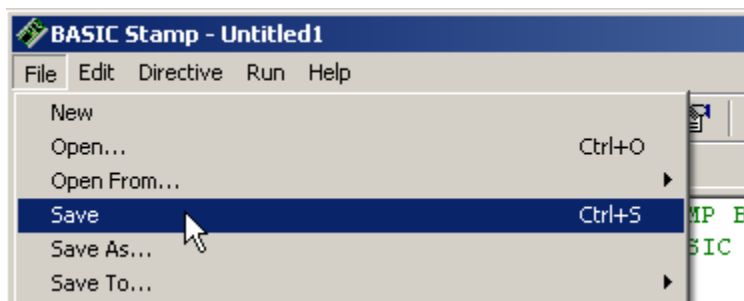 BASIC Stamp - Untitled1
File Edit Directive Run Help
New
Open... Ctrl+O
Open From...
Save Ctrl+S
Save As...
Save To...
SIC